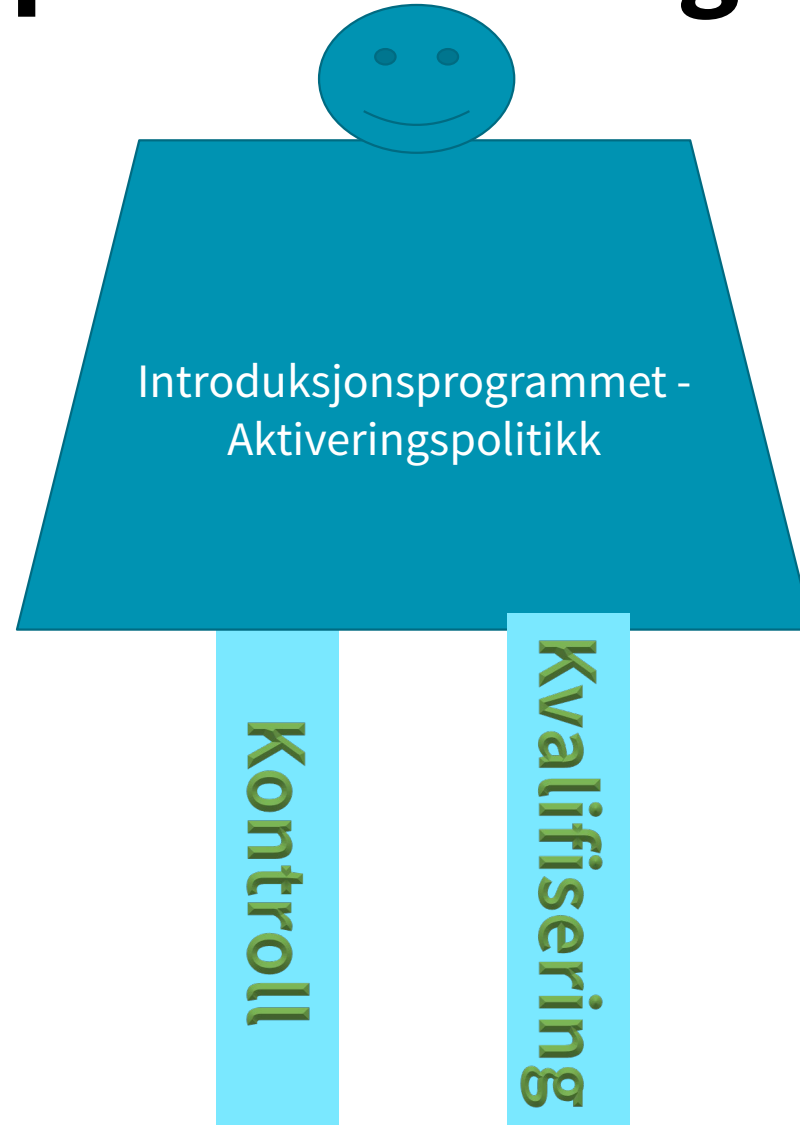 Introduksjonsprogrammet -
Aktiveringspolitikk
Kontroll
Kvalifisering